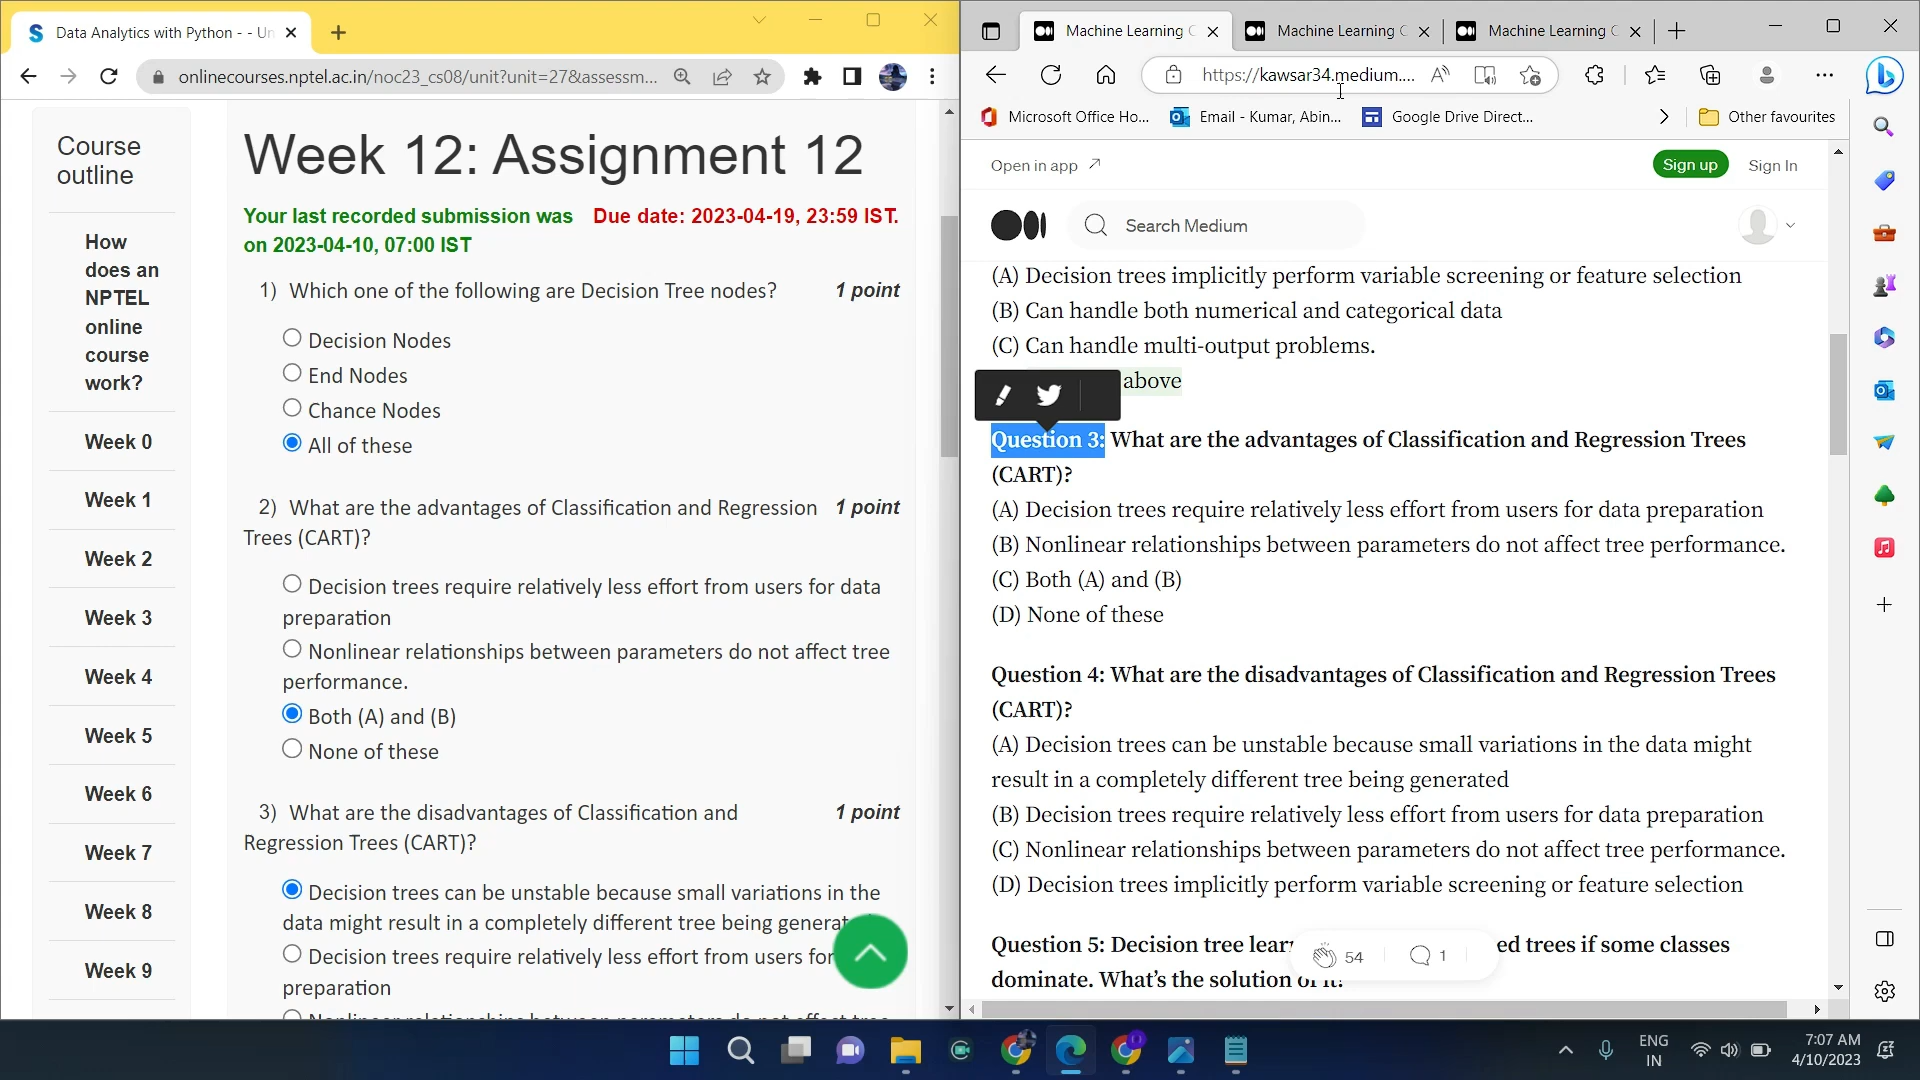 Data Analytics with Python - - Un
onlinecourses.nptel.ac.in/noc23_cs08/unit?unit=27&assessm...
Course
outline
How
does an
NPTEL
online
course
work?
Week 0
Week 1
Week 2
Week 3
Week 4
Week 5
Week 6
Week 7
Week 8
Week 9
Week 12: Assignment 12
Your last recorded submission was
on 2023-04-10, 07:00 IST
Due date: 2023-04-19, 23:59 IST.
1) Which one of the following are Decision Tree nodes? 1 point
Decision Nodes
End Nodes
Chance Nodes
All of these
2) What are the advantages of Classification and Regression 1 point
Trees (CART)?
Decision trees require relatively less effort from users for data
preparation
Nonlinear relationships between parameters do not affect tree
performance.
Both (A) and (B)
None of these
3) What are the disadvantages of Classification and 1 point
Regression Trees (CART)?
Decision trees can be unstable because small variations in the
data might result in a completely different tree being generat
Decision trees require relatively less effort from users for
preparation
Nonlinear relationships between parameters do not affect tree
Machine Learning C
Machine Learning C
Machine Learning C
https://kawsar34.medium....
Microsoft Office Ho...
Email - Kumar, Abin...
Google Drive Direct...
Other favourites
Open in app
Sign up
Sign In
Search Medium
(A) Decision trees implicitly perform variable screening or feature selection
(B) Can handle both numerical and categorical data
(C) Can handle multi-output problems.
above
Question 3: What are the advantages of Classification and Regression Trees
(CART)?
(A) Decision trees require relatively less effort from users for data preparation
(B) Nonlinear relationships between parameters do not affect tree performance.
(C) Both (A) and (B)
(D) None of these
Question 4: What are the disadvantages of Classification and Regression Trees
(CART)?
(A) Decision trees can be unstable because small variations in the data might
result in a completely different tree being generated
(B) Decision trees require relatively less effort from users for data preparation
(C) Nonlinear relationships between parameters do not affect tree performance.
(D) Decision trees implicitly perform variable screening or feature selection
Question 5: Decision tree lear ed trees if some classes
dominate. What's the solution of it?
54
1
ENG
IN
7:07 AM
4/10/2023